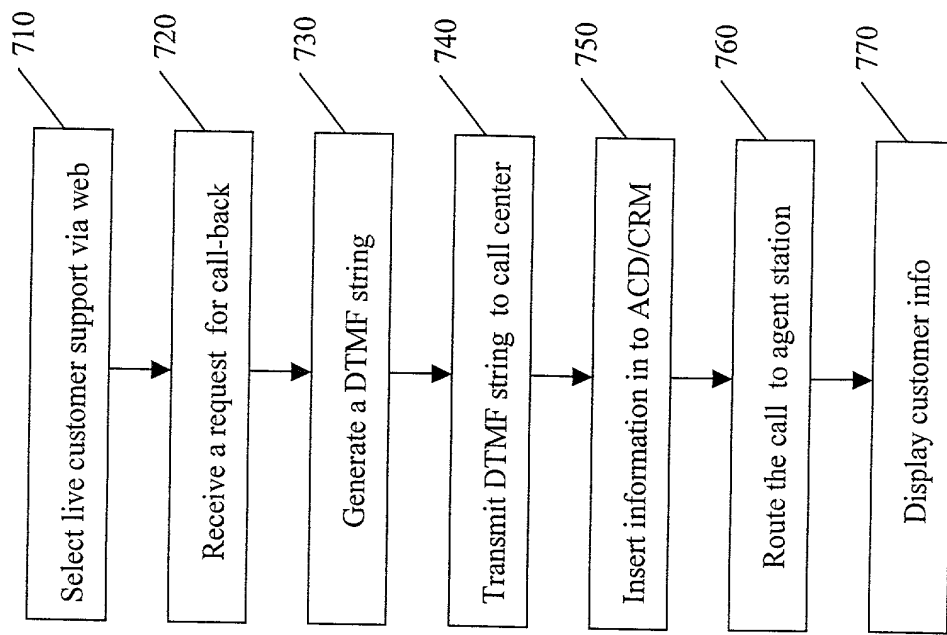 710
Select live customer support via web
720
Receive a request for call-back
730
Generate a DTMF string
740
Transmit DTMF string to call center
750
Insert information in to ACD/CRM
760
Route the call to agent station
770
Display customer info